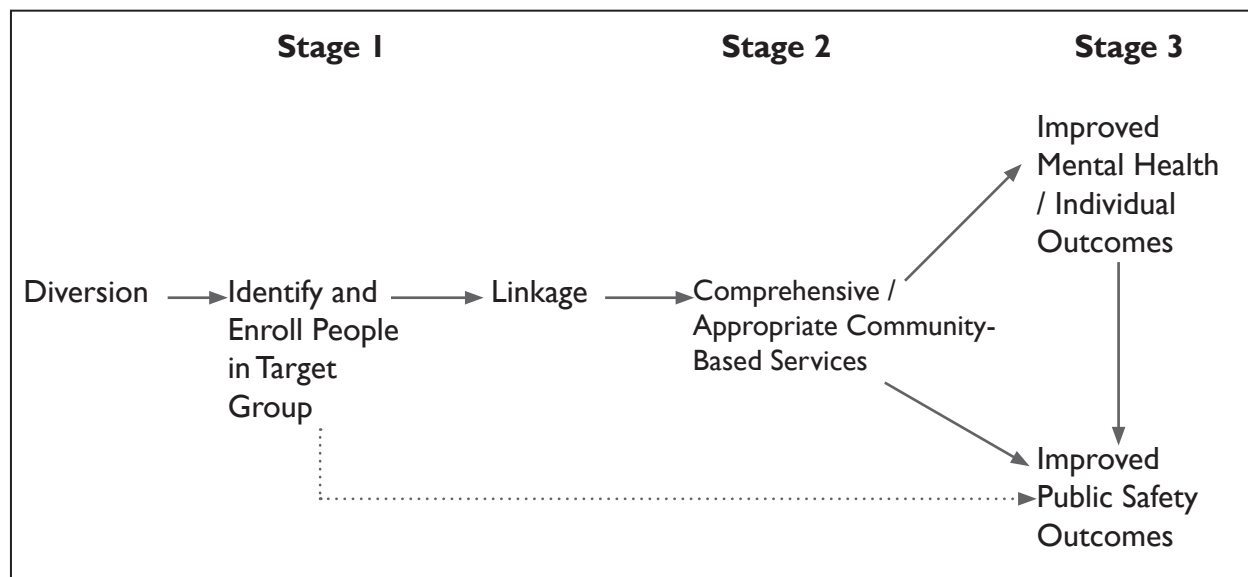 Stage 1
Stage 2
Stage 3
Diversion
Identify and
Enroll People
in Target
Group
Linkage
Comprehensive /
Appropriate Community-
Based Services
Improved
Mental Health
/ Individual
Outcomes
Improved
Public Safety
Outcomes